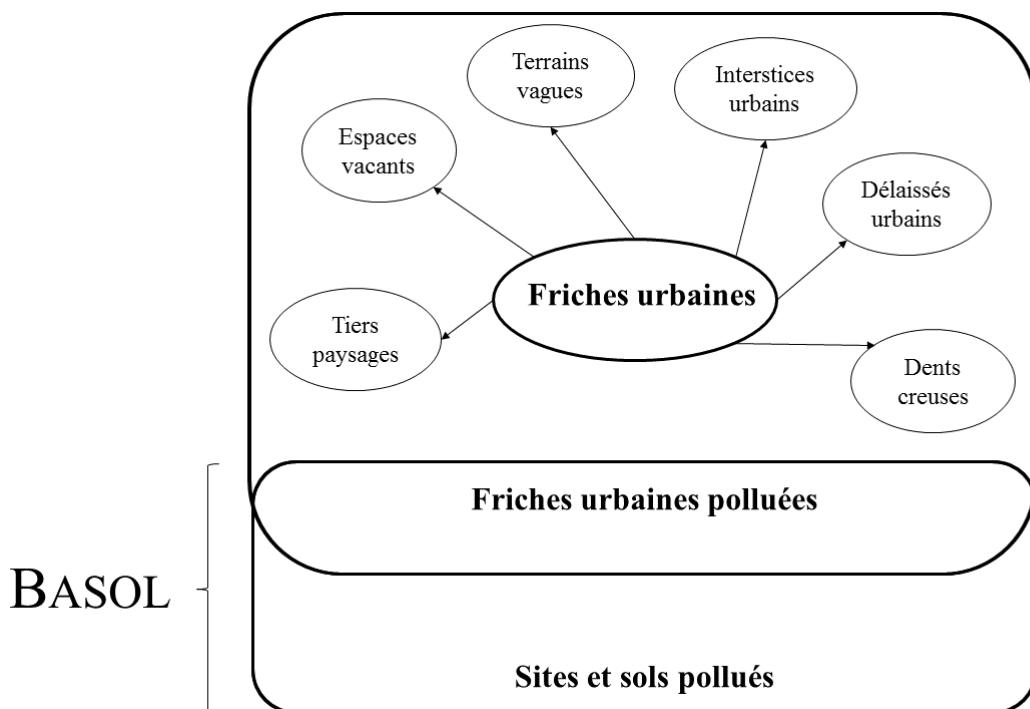 Terrains
vagues
Interstices
urbains
Espaces
vacants
Délaissés
urbains
Friches urbaines
Tiers
paysages
Dents
creuses
Friches urbaines polluées
BASOL
Sites et sols pollués